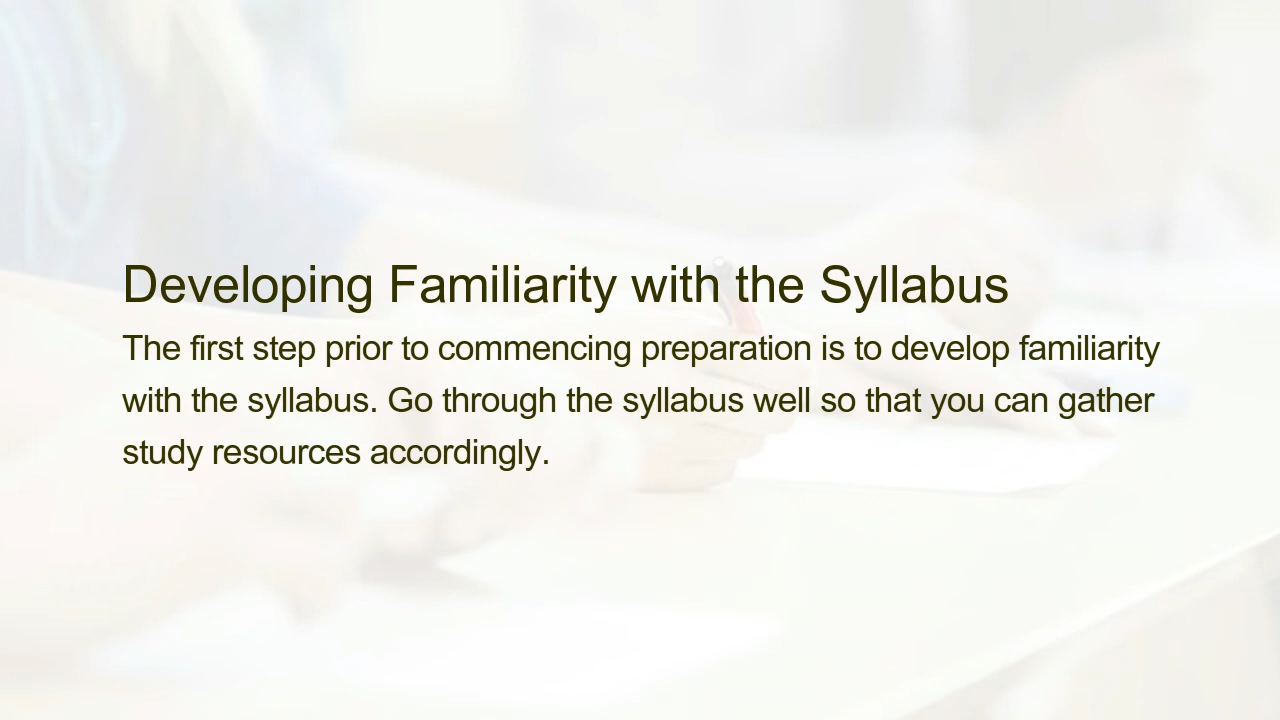 Developing Familiarity with the Syllabus
The first step prior to commencing preparation is to develop familiarity
with the syllabus. Go through the syllabus well so that you can gather
study resources accordingly.